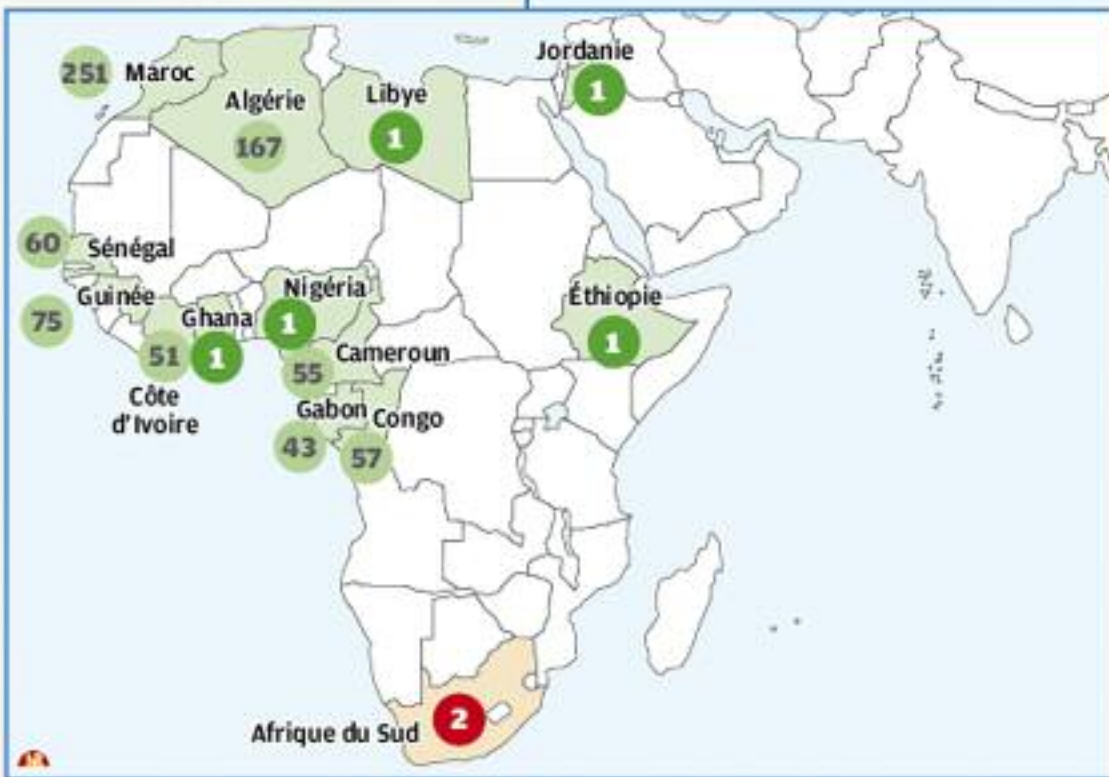 Jordanie
1
251 Maroc
Algérie
167
Libye
1
60 Sénégal
Guinée
75
Nigéria
1
Ghana
1
51
Côte
d'Ivoire
Éthiopie
1
Cameroun
55
Gabon
43
Congo
57
Afrique du Sud
2